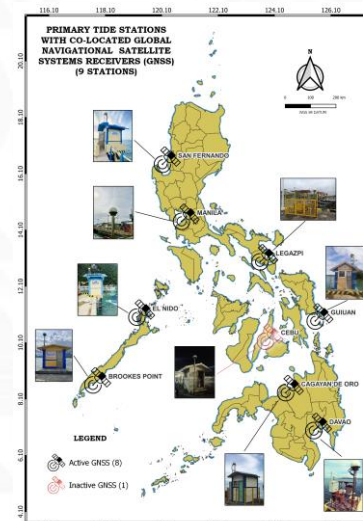 116.10 118.10 120.10 122.10 124.10 126.10
PRIMARY TIDE STATIONS
WITH CO-LOCATED GLOBAL
NAVIGATIONAL SATELLITE
SYSTEMS RECEIVERS (GNSS)
(9 STATIONS)
N
20.10
18.10
16.10
14.10
12.10
10.10
8.10
6.10
4.10
SAN FERNANDO
MANILA
LEGAZPI
EL NIDO
GUIUAN
CEBU
BROOKES POINT
CAGAYAN DE ORO
DAVAO
LEGEND
Active GNSS (8)
Inactive GNSS (1)